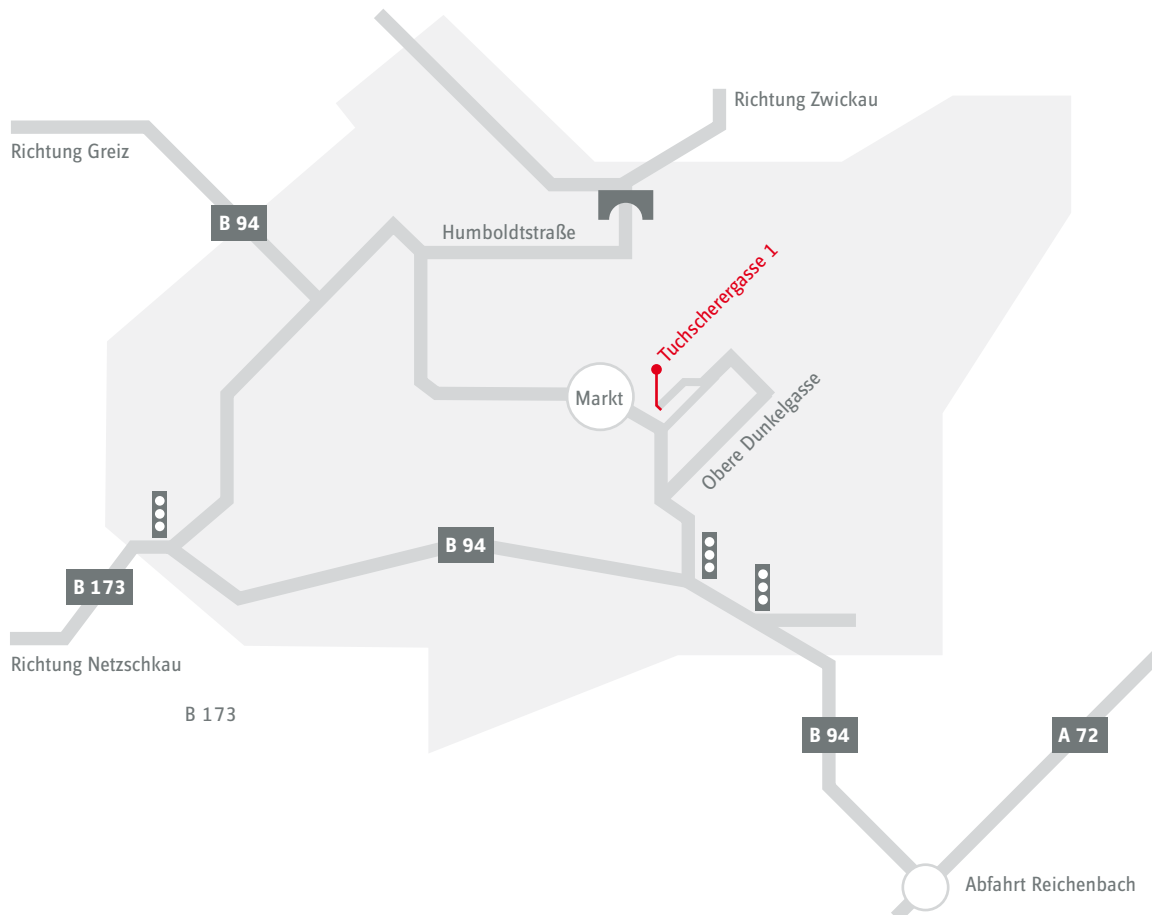 Richtung Zwickau
Richtung Greiz
B 94
Humboldtstraße
Tuchscherergasse 1
Markt
Obere Dunkelgasse
B 94
B 173
Richtung Netzschkau
B 173
B 94
A 72
Abfahrt Reichenbach